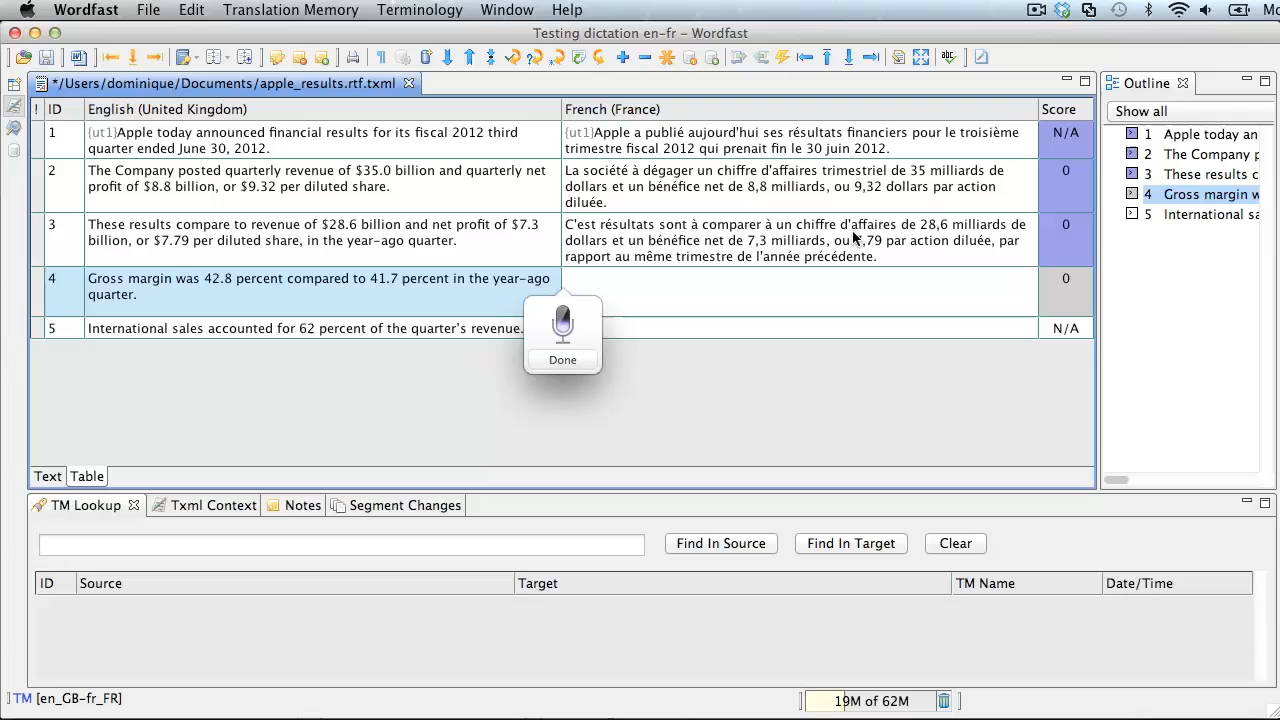 Wordfast File Edit Translation Memory Terminology Window Help
Testing dictation en-fr – Wordfast
*/Users/dominique/Documents/apple_results.rtf.txml
Outline
! ID English (United Kingdom) French (France) Score
Show all
1 {ut1}Apple today announced financial results for its fiscal 2012 third
quarter ended June 30, 2012.
{ut1}Apple a publié aujourd'hui ses résultats financiers pour le troisième
trimestre fiscal 2012 qui prenait fin le 30 juin 2012.
N/A
2 The Company posted quarterly revenue of $35.0 billion and quarterly net
profit of $8.8 billion, or $9.32 per diluted share.
La société à dégager un chiffre d'affaires trimestriel de 35 milliards de
dollars et un bénéfice net de 8,8 milliards, ou 9,32 dollars par action
diluée.
0
3 These results compare to revenue of $28.6 billion and net profit of $7.3
billion, or $7.79 per diluted share, in the year-ago quarter.
C'est résultats sont à comparer à un chiffre d'affaires de 28,6 milliards de
dollars et un bénéfice net de 7,3 milliards, ou ,79 par action diluée, par
rapport au même trimestre de l'année précédente.
0
4 Gross margin was 42.8 percent compared to 41.7 percent in the year-ago
quarter.
0
5 International sales accounted for 62 percent of the quarter's revenue.
N/A
Done
1 Apple today an
2 The Company p
3 These results c
4 Gross margin w
5 International sa
Text Table
TM Lookup Txml Context Notes Segment Changes
Find In Source Find In Target Clear
ID Source Target TM Name Date/Time
TM [en_GB-fr_FR]
19M of 62M